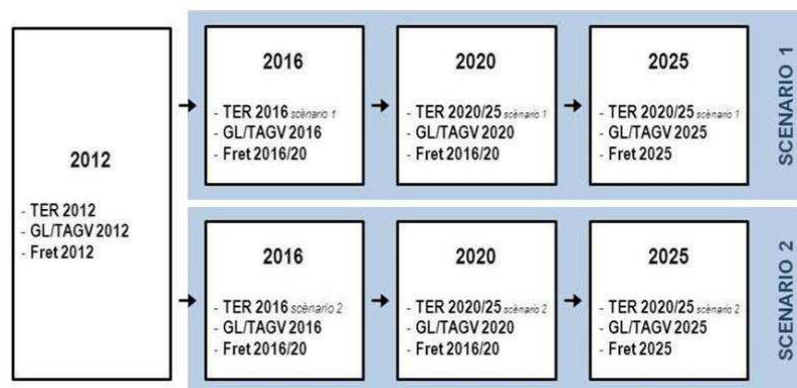 2012
- TER 2012
- GL/TAGV 2012
- Fret 2012
2016
- TER 2016 scénario 1
- GL/TAGV 2016
- Fret 2016/20
2020
- TER 2020/25 scénario 1
- GL/TAGV 2020
- Fret 2016/20
2025
- TER 2020/25 scénario 1
- GL/TAGV 2025
- Fret 2025
SCENARIO 1
2016
- TER 2016 scénario 2
- GL/TAGV 2016
- Fret 2016/20
2020
- TER 2020/25 scénario 2
- GL/TAGV 2020
- Fret 2016/20
2025
- TER 2020/25 scénario 2
- GL/TAGV 2025
- Fret 2025
SCENARIO 2